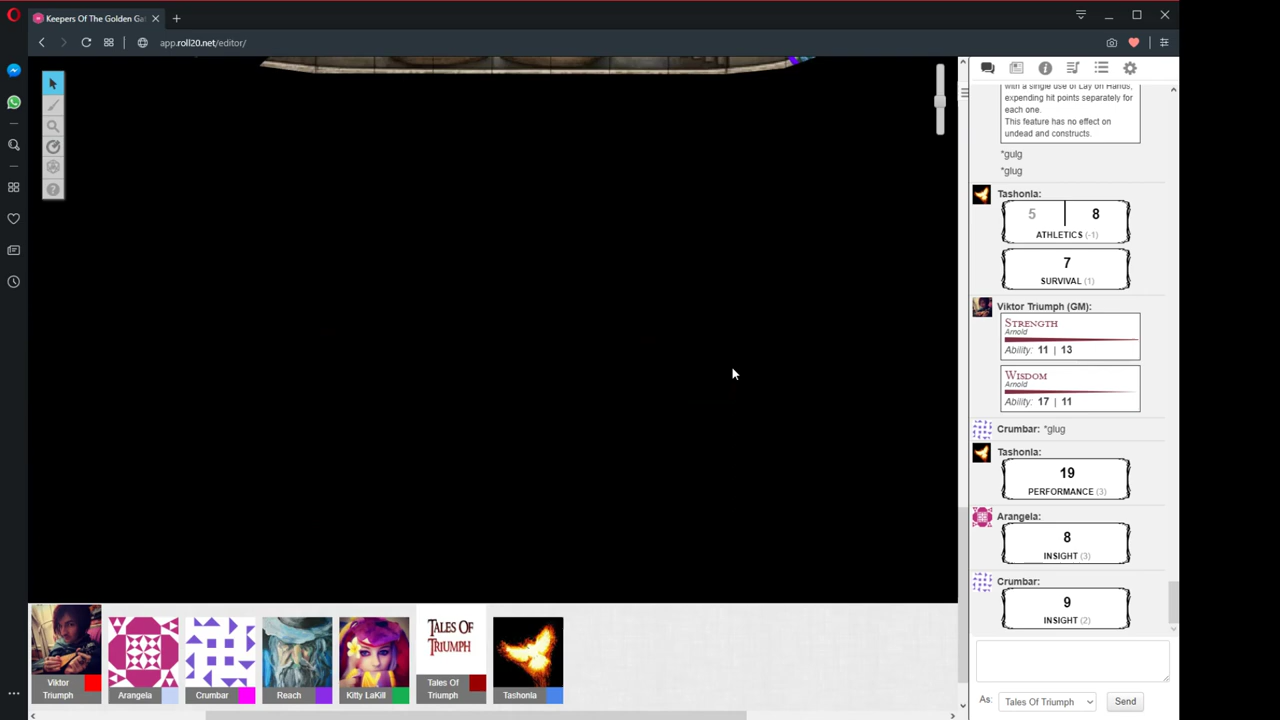 Keepers Of The Golden Ga
app.roll20.net/editor/
with a single use of Lay on Hands,
expending hit points separately for
each one.
This feature has no effect on
undead and constructs.
*gulg
*glug
Tashonia:
5 8
ATHLETICS (-1)
7
SURVIVAL (1)
Viktor Triumph (GM):
STRENGTH
Arnold
Ability: 11 | 13
WISDOM
Arnold
Ability: 17 | 11
Crumbar: *glug
Tashonia:
19
PERFORMANCE (3)
Arangela:
8
INSIGHT (3)
Crumbar:
9
INSIGHT (2)
TALES OF
TRIUMPH
Viktor
Triumph
Arangela
Crumbar
Reach
Kitty LaKill
Tales Of
Triumph
Tashonia
As: Tales Of Triumph
Send